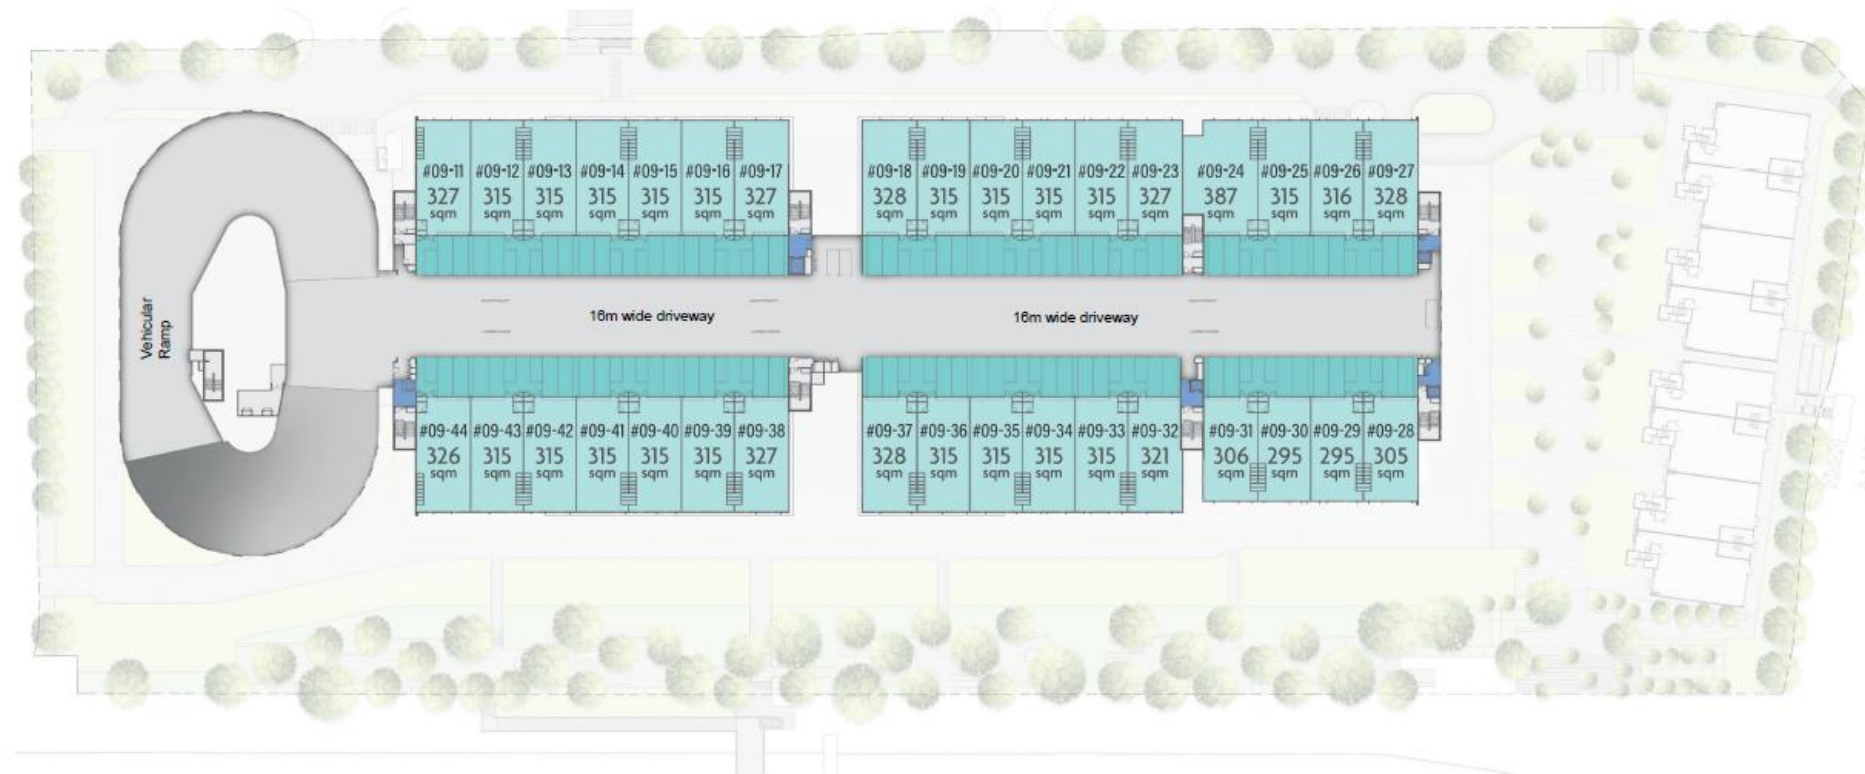 #09-11 #09-12 #09-13 #09-14 #09-15 #09-16 #09-17 #09-18 #09-19 #09-20 #09-21 #09-22 #09-23 #09-24 #09-25 #09-26 #09-27
327 315 315 315 315 315 327 328 315 315 315 315 327 387 315 316 328
sqm sqm sqm sqm sqm sqm sqm sqm sqm sqm sqm sqm sqm sqm sqm sqm sqm
Vehicular
Ramp
16m wide driveway
16m wide driveway
#09-44 #09-43 #09-42 #09-41 #09-40 #09-39 #09-38 #09-37 #09-36 #09-35 #09-34 #09-33 #09-32 #09-31 #09-30 #09-29 #09-28
326 315 315 315 315 315 327 328 315 315 315 315 321 306 295 295 305
sqm sqm sqm sqm sqm sqm sqm sqm sqm sqm sqm sqm sqm sqm sqm sqm sqm